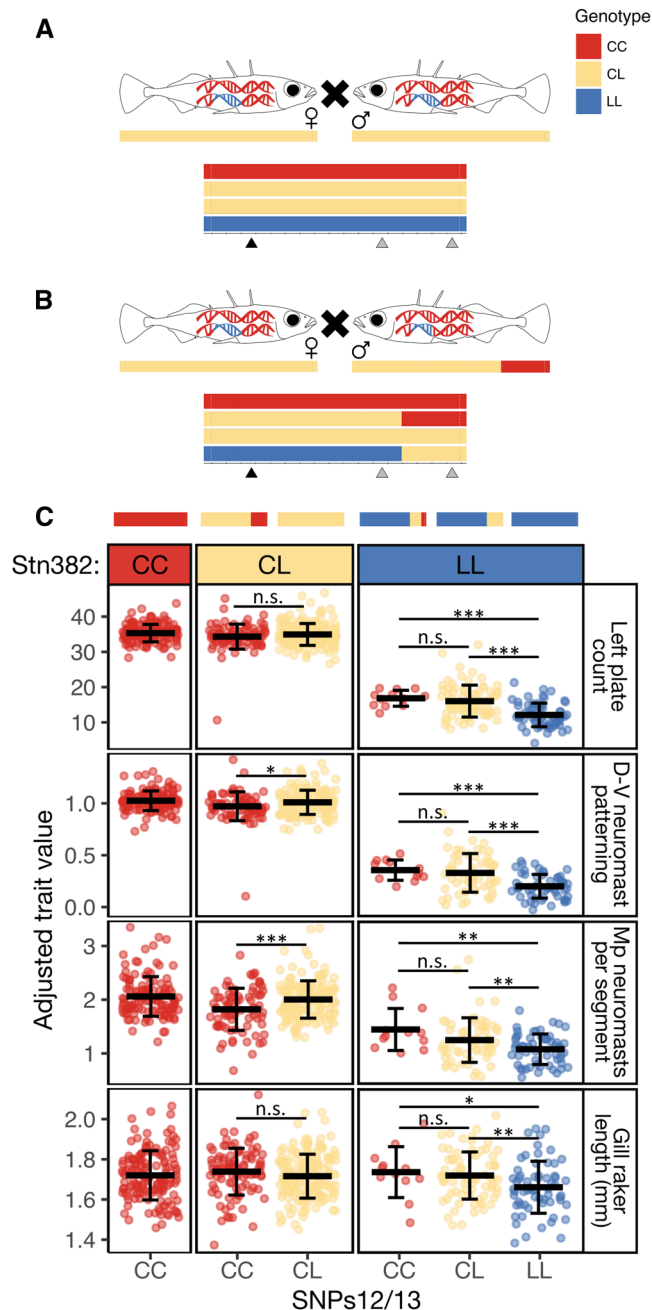 A
Genotype
CC
CL
LL
♀
♂
B
♀
♂
C
Stn382:
CC
CL
LL
Adjusted trait value
40
30
20
10
n.s.
***
n.s.
***
Left plate
count
1.0
0.5
0.0
*
***
n.s.
***
D-V neuromast
patterning
3
2
1
***
**
n.s.
**
Mp neuromasts
per segment
2.0
1.8
1.6
1.4
n.s.
*
n.s.
**
Gill raker
length (mm)
CC
CC
CL
CC
CL
LL
SNPs12/13